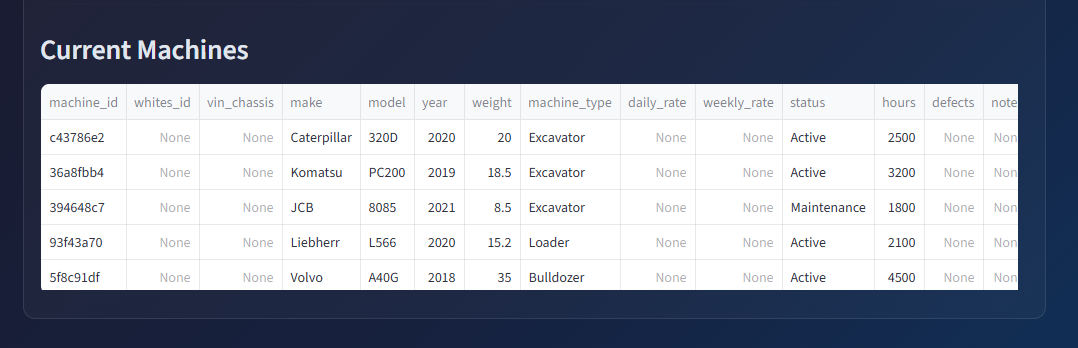 Current Machines
machine_id whites_id vin_chassis make model year weight machine_type daily_rate weekly_rate status hours defects note
c43786e2 None None Caterpillar 320D 2020 20 Excavator None None Active 2500 None Non
36a8fbb4 None None Komatsu PC200 2019 18.5 Excavator None None Active 3200 None Non
394648c7 None None JCB 8085 2021 8.5 Excavator None None Maintenance 1800 None Non
93f43a70 None None Liebherr L566 2020 15.2 Loader None None Active 2100 None Non
5f8c91df None None Volvo A40G 2018 35 Bulldozer None None Active 4500 None Non